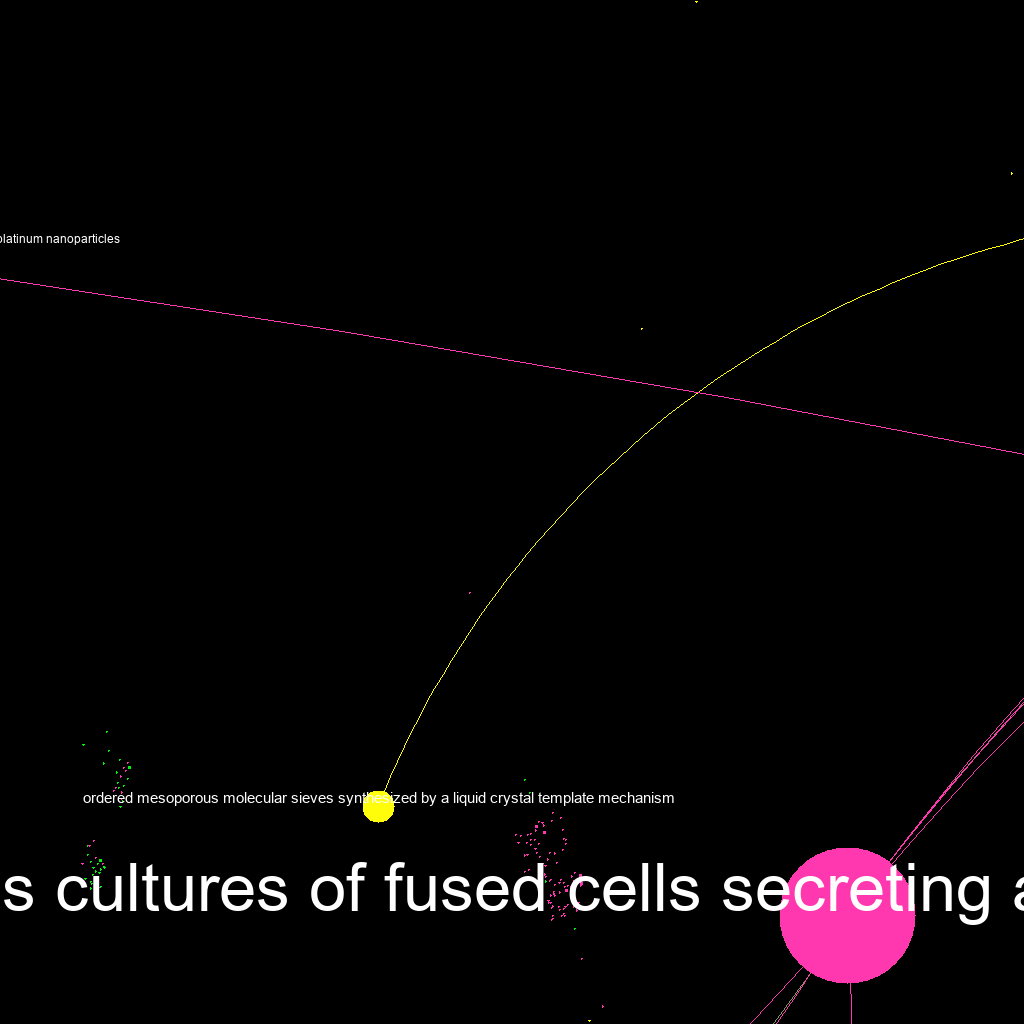 platinum nanoparticles
ordered mesoporous molecular sieves synthesized by a liquid crystal template mechanism
s cultures of fused cells secreting a